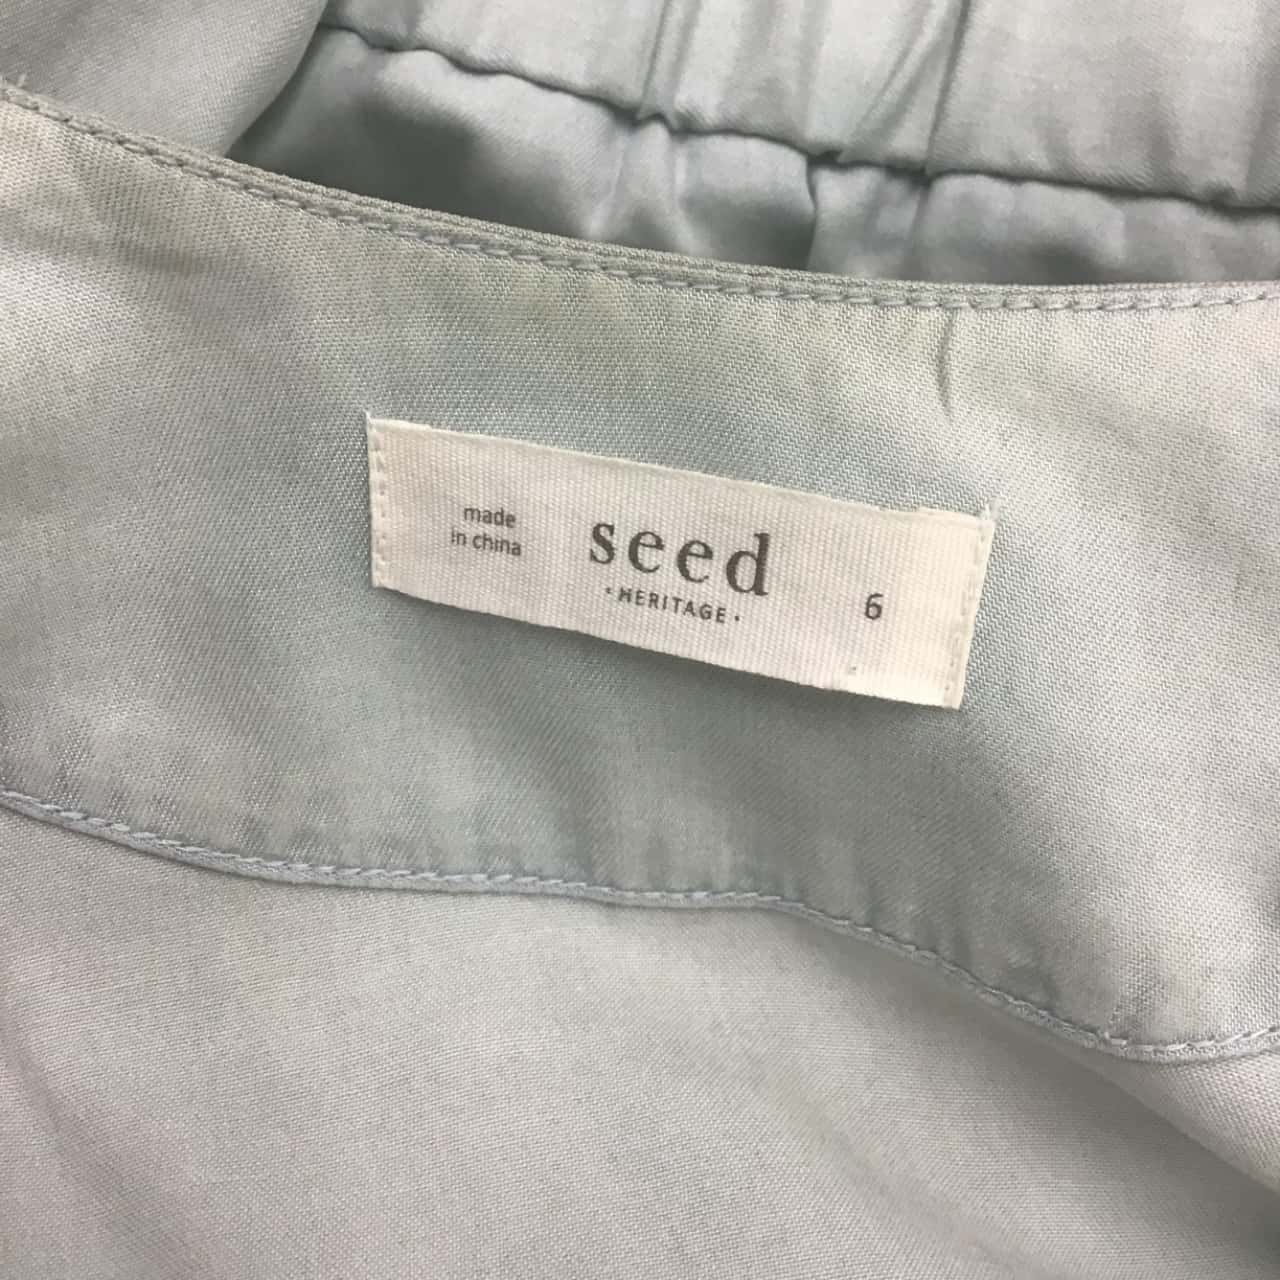 made
in china
seed
• HERITAGE •
6